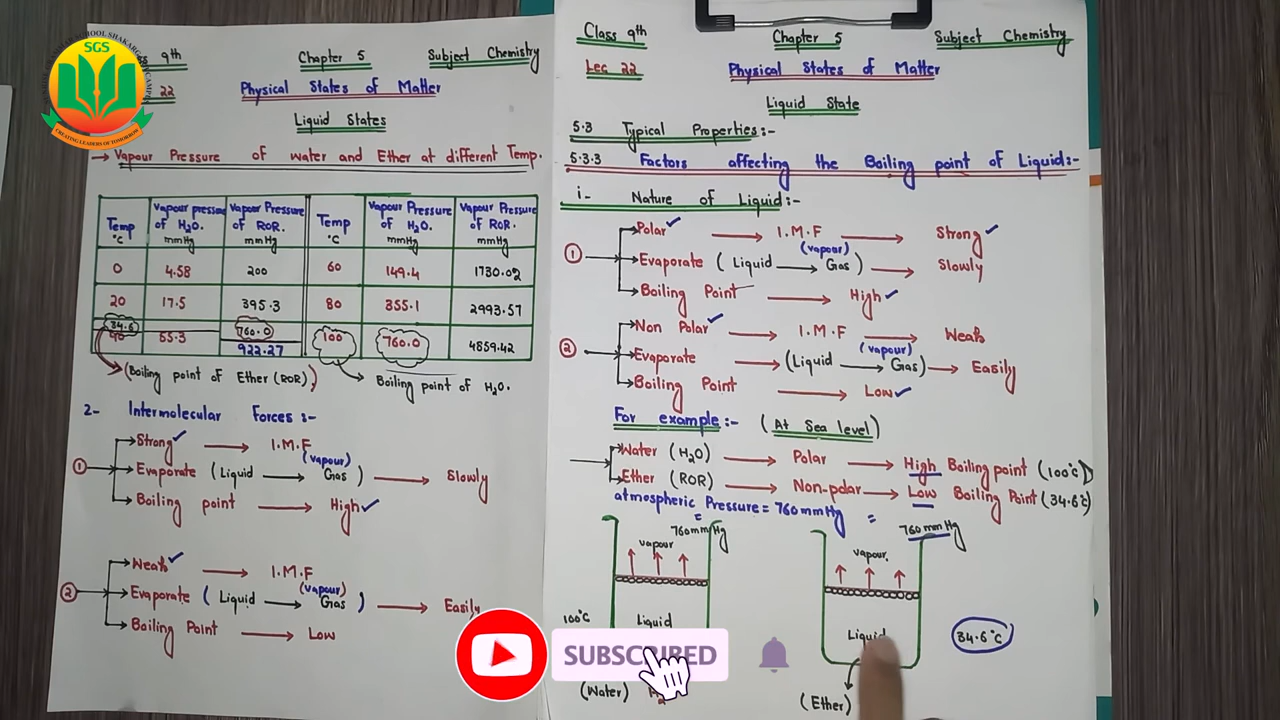 SGS
CREATING LEADERS OF TOMORROW
9th Chapter 5 Subject Chemistry
22 Physical States of Matter
Liquid States
→ Vapour Pressure of water and Ether at different Temp.
Temp °C Vapour pressure of H₂O. mmHg Vapour Pressure of ROR. mmHg Temp °C Vapour Pressure of H₂O. mmHg Vapour Pressure of ROR. mmHg
0 4.58 200 60 149.4 1730.02
20 17.5 395.3 80 355.1 2993.57
34.6 760.0
40 55.3 922.27 100 760.0 4859.42
(Boiling point of Ether (ROR)) Boiling point of H₂O.
2- Intermolecular Forces:-
Strong → I.M.F
(vapour)
① Evaporate (Liquid → Gas) → Slowly
Boiling point → High
Weak → I.M.F
(vapour)
② Evaporate (Liquid → Gas) → Easily
Boiling Point → Low
Class 9th Chapter 5 Subject Chemistry
Lec 22 Physical States of Matter
Liquid State
5.3 Typical Properties:-
5.3.3 Factors affecting the Boiling point of Liquid:-
i- Nature of Liquid:-
Polar → I.M.F → Strong
(vapour)
① Evaporate (Liquid → Gas) → Slowly
Boiling Point → High
Non Polar → I.M.F → Weak
(vapour)
② Evaporate → (Liquid → Gas) → Easily
Boiling Point → Low
For example:- (At Sea level)
Water (H₂O) → Polar → High Boiling point (100°C)
Ether (ROR) → Non-polar → Low Boiling Point (34.6°C)
atmospheric Pressure = 760 mmHg
= 760mmHg = 760 mmHg
vapour vapour
100°C Liquid Liquid 34.6°C
(Water) (Ether)
SUBSCRIBED